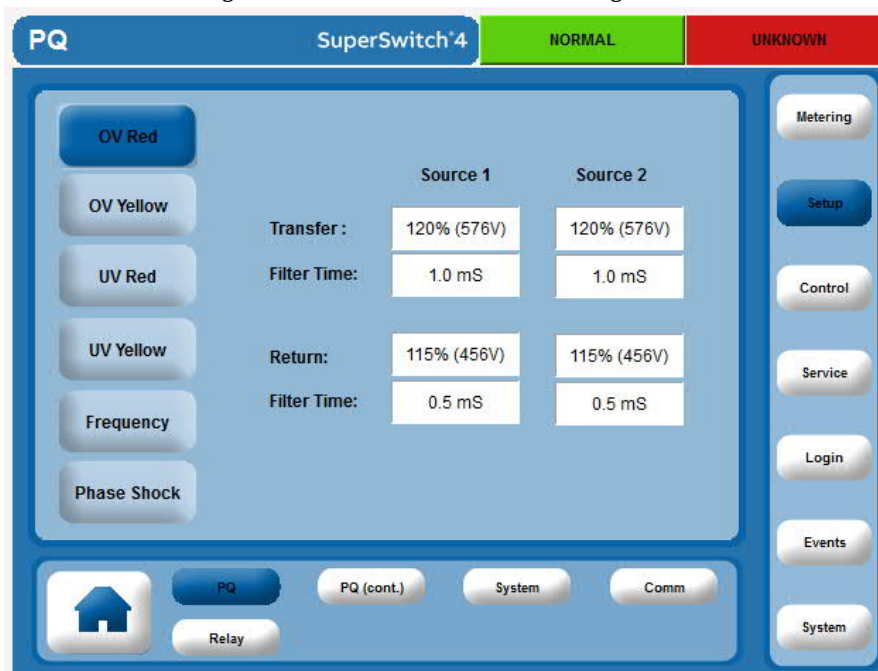 PQ SuperSwitch®4 NORMAL UNKNOWN
OV Red
OV Yellow
UV Red
UV Yellow
Frequency
Phase Shock
Source 1 Source 2
Transfer : 120% (576V) 120% (576V)
Filter Time: 1.0 mS 1.0 mS
Return: 115% (456V) 115% (456V)
Filter Time: 0.5 mS 0.5 mS
Metering
Setup
Control
Service
Login
Events
System
PQ PQ (cont.) System Comm
Relay